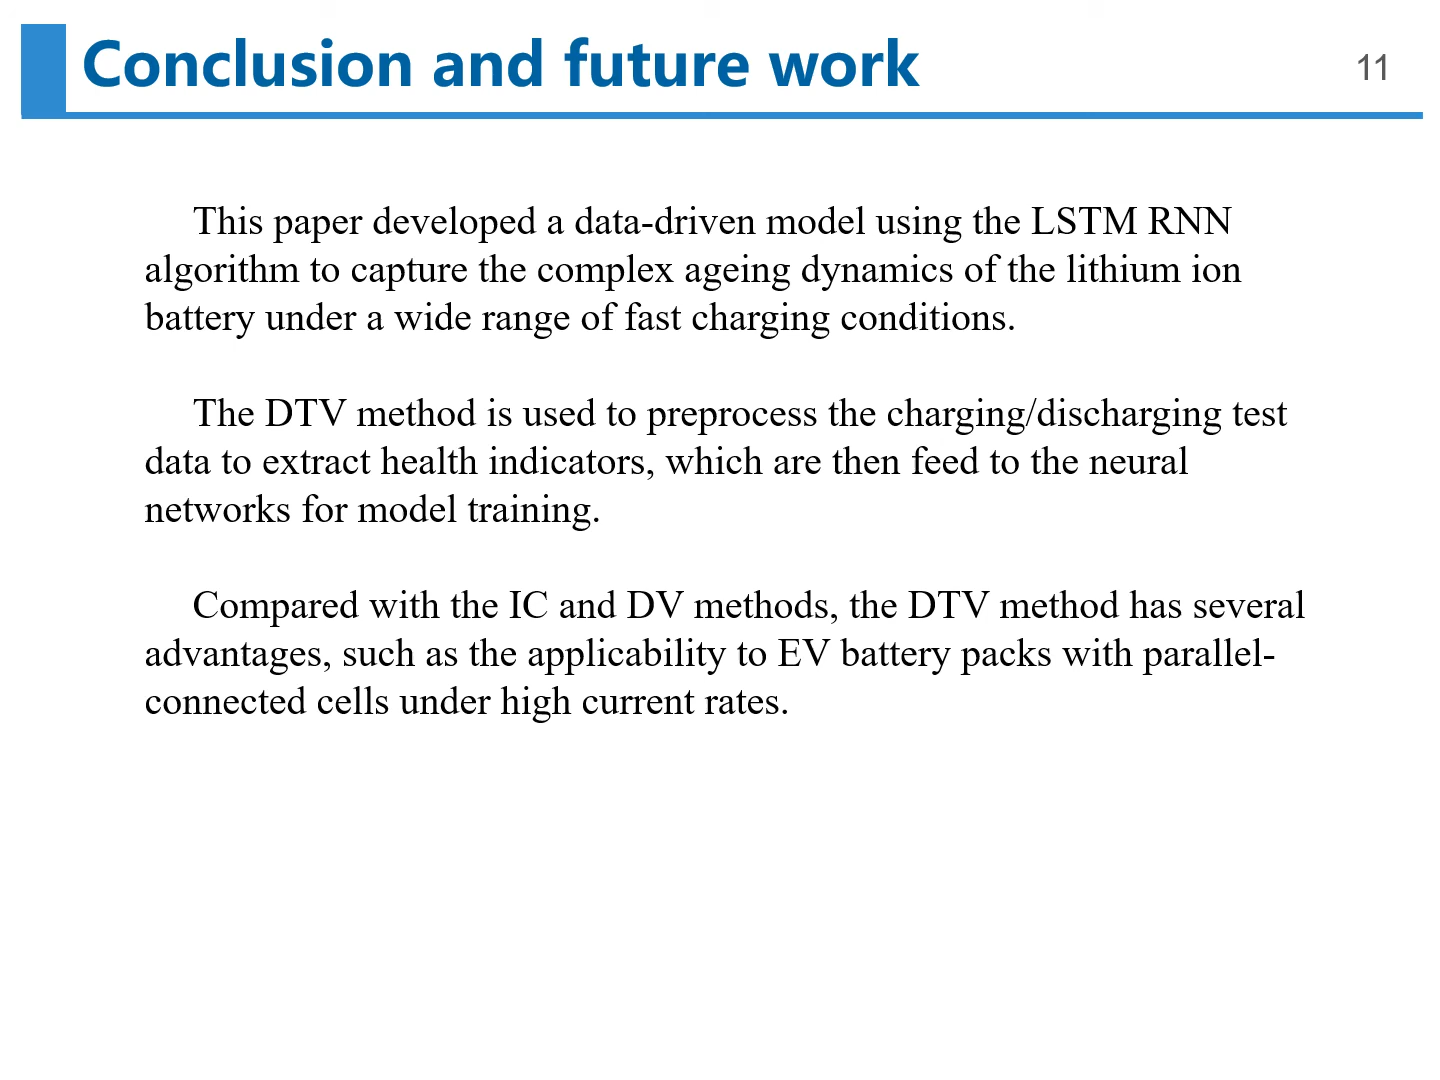 Conclusion and future work
11
This paper developed a data-driven model using the LSTM RNN
algorithm to capture the complex ageing dynamics of the lithium ion
battery under a wide range of fast charging conditions.
The DTV method is used to preprocess the charging/discharging test
data to extract health indicators, which are then feed to the neural
networks for model training.
Compared with the IC and DV methods, the DTV method has several
advantages, such as the applicability to EV battery packs with parallel-
connected cells under high current rates.